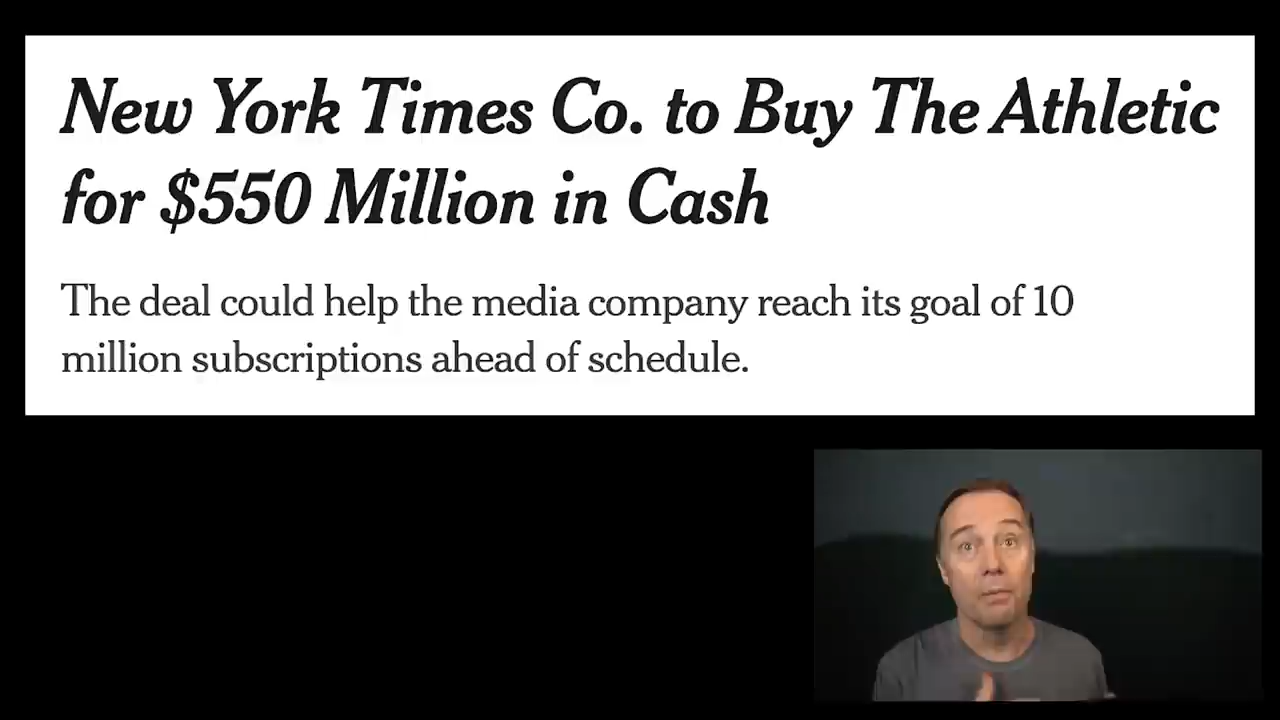 New York Times Co. to Buy The Athletic
for $550 Million in Cash
The deal could help the media company reach its goal of 10
million subscriptions ahead of schedule.